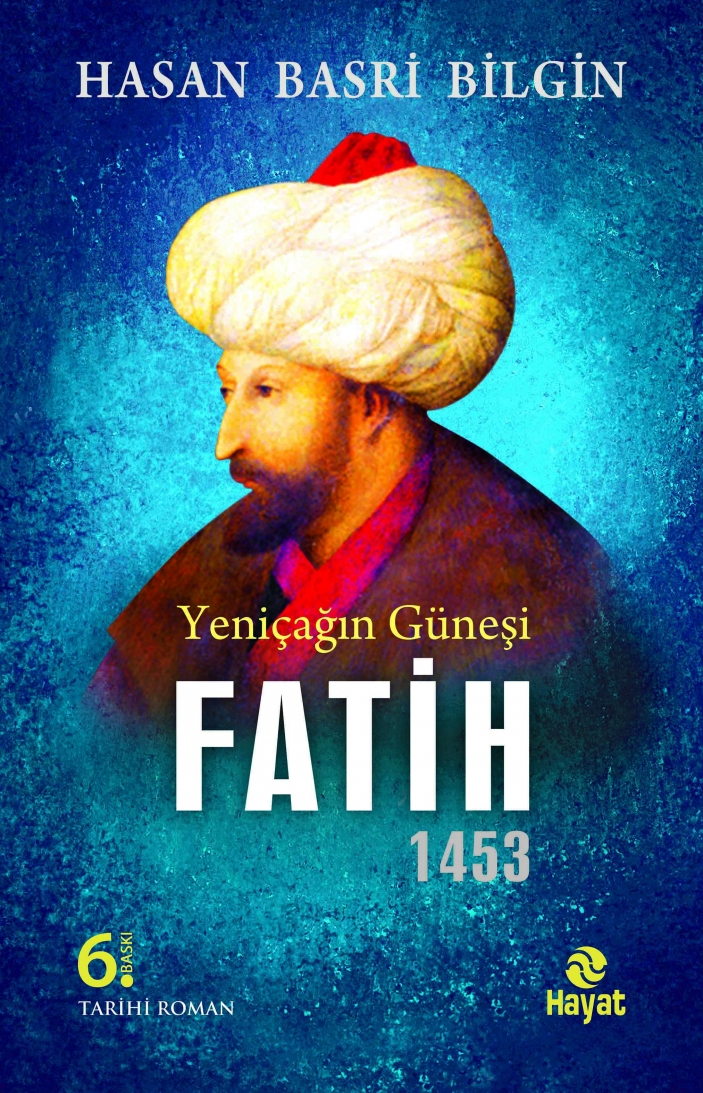 HASAN BASRİ BİLGİN
Yeniçağın Güneşi
FATİH
1453
6. BASKI
TARİHİ ROMAN
Hayat